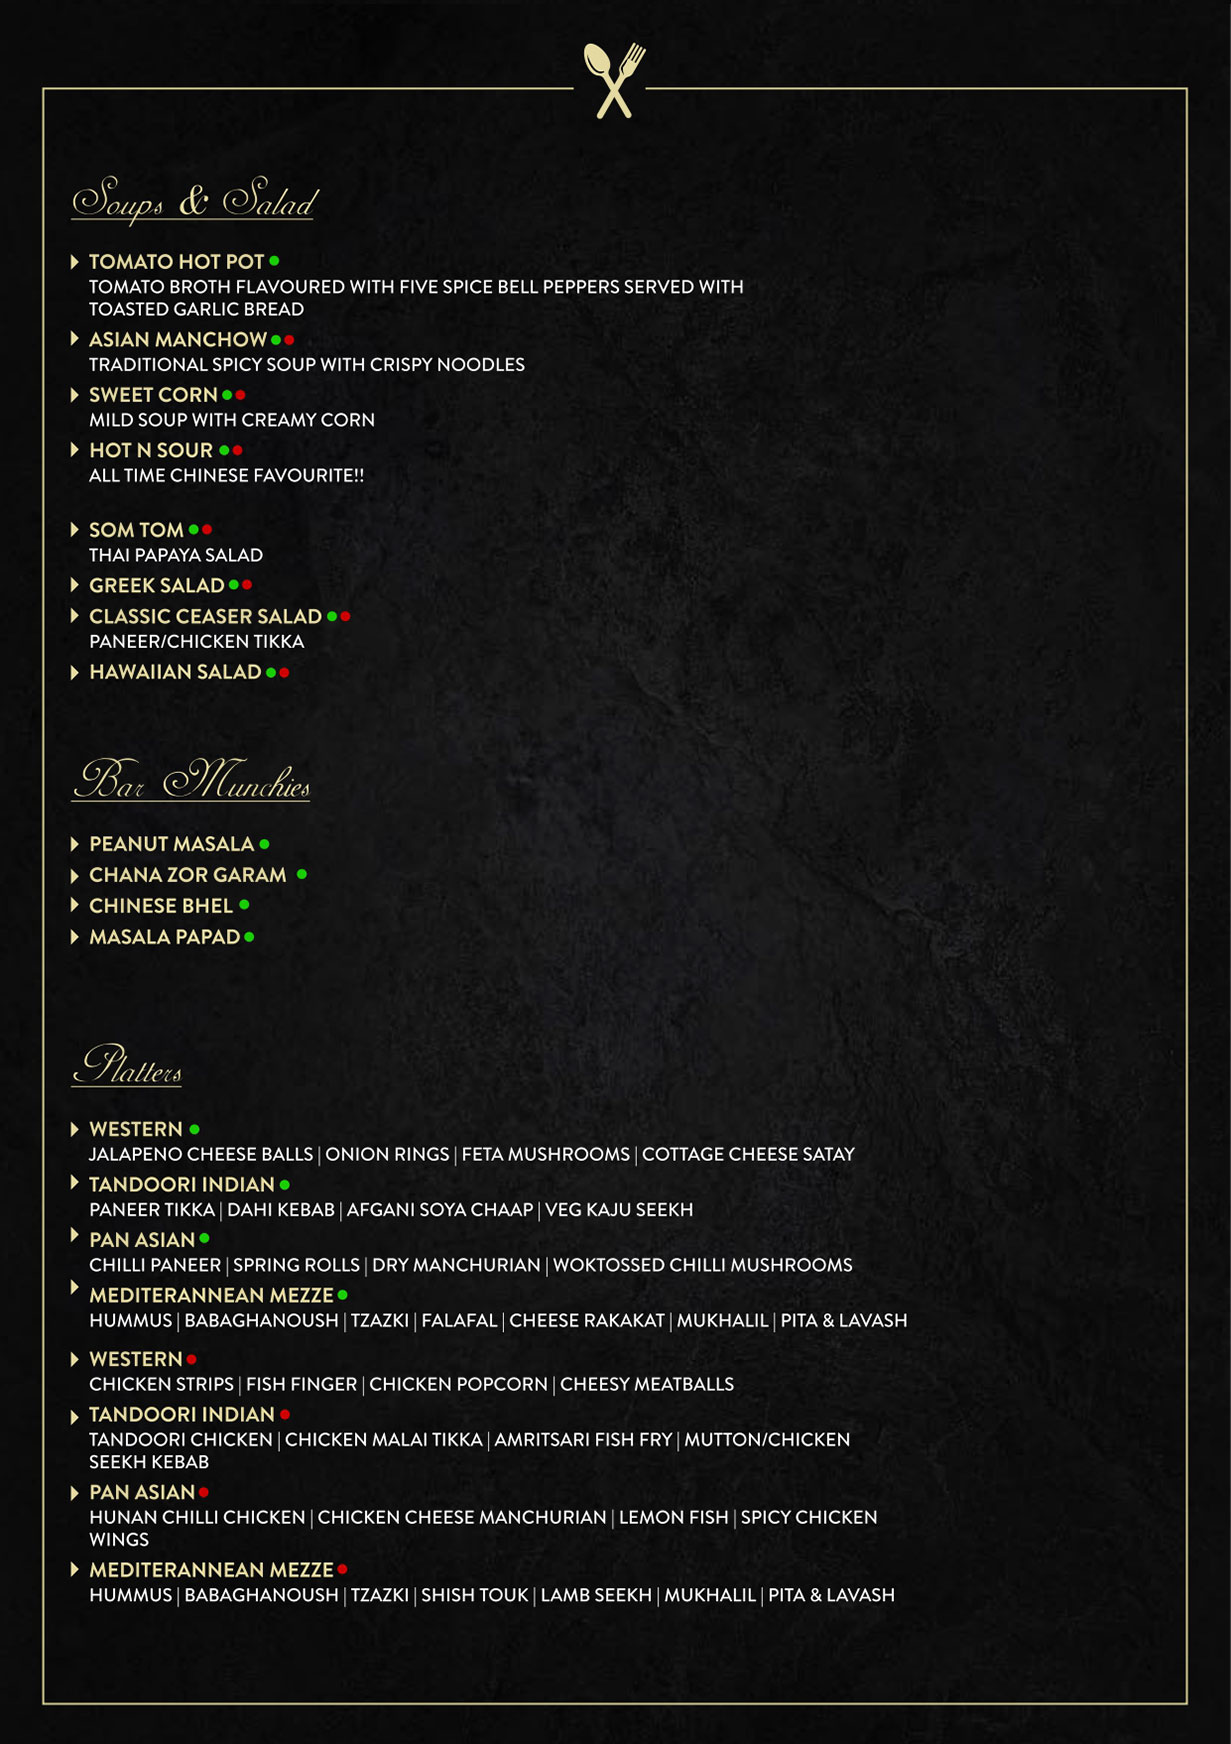 Soups & Salad
TOMATO HOT POT
TOMATO BROTH FLAVOURED WITH FIVE SPICE BELL PEPPERS SERVED WITH
TOASTED GARLIC BREAD
ASIAN MANCHOW
TRADITIONAL SPICY SOUP WITH CRISPY NOODLES
SWEET CORN
MILD SOUP WITH CREAMY CORN
HOT N SOUR
ALL TIME CHINESE FAVOURITE!!
SOM TOM
THAI PAPAYA SALAD
GREEK SALAD
CLASSIC CEASER SALAD
PANEER/CHICKEN TIKKA
HAWAIIAN SALAD
Bar Munchies
PEANUT MASALA
CHANA ZOR GARAM
CHINESE BHEL
MASALA PAPAD
Platters
WESTERN
JALAPENO CHEESE BALLS | ONION RINGS | FETA MUSHROOMS | COTTAGE CHEESE SATAY
TANDOORI INDIAN
PANEER TIKKA | DAHI KEBAB | AFGANI SOYA CHAAP | VEG KAJU SEEKH
PAN ASIAN
CHILLI PANEER | SPRING ROLLS | DRY MANCHURIAN | WOKTOSSED CHILLI MUSHROOMS
MEDITERANNEAN MEZZE
HUMMUS | BABAGHANOUSH | TZAZKI | FALAFAL | CHEESE RAKAKAT | MUKHALIL | PITA & LAVASH
WESTERN
CHICKEN STRIPS | FISH FINGER | CHICKEN POPCORN | CHEESY MEATBALLS
TANDOORI INDIAN
TANDOORI CHICKEN | CHICKEN MALAI TIKKA | AMRITSARI FISH FRY | MUTTON/CHICKEN
SEEKH KEBAB
PAN ASIAN
HUNAN CHILLI CHICKEN | CHICKEN CHEESE MANCHURIAN | LEMON FISH | SPICY CHICKEN
WINGS
MEDITERANNEAN MEZZE
HUMMUS | BABAGHANOUSH | TZAZKI | SHISH TOUK | LAMB SEEKH | MUKHALIL | PITA & LAVASH